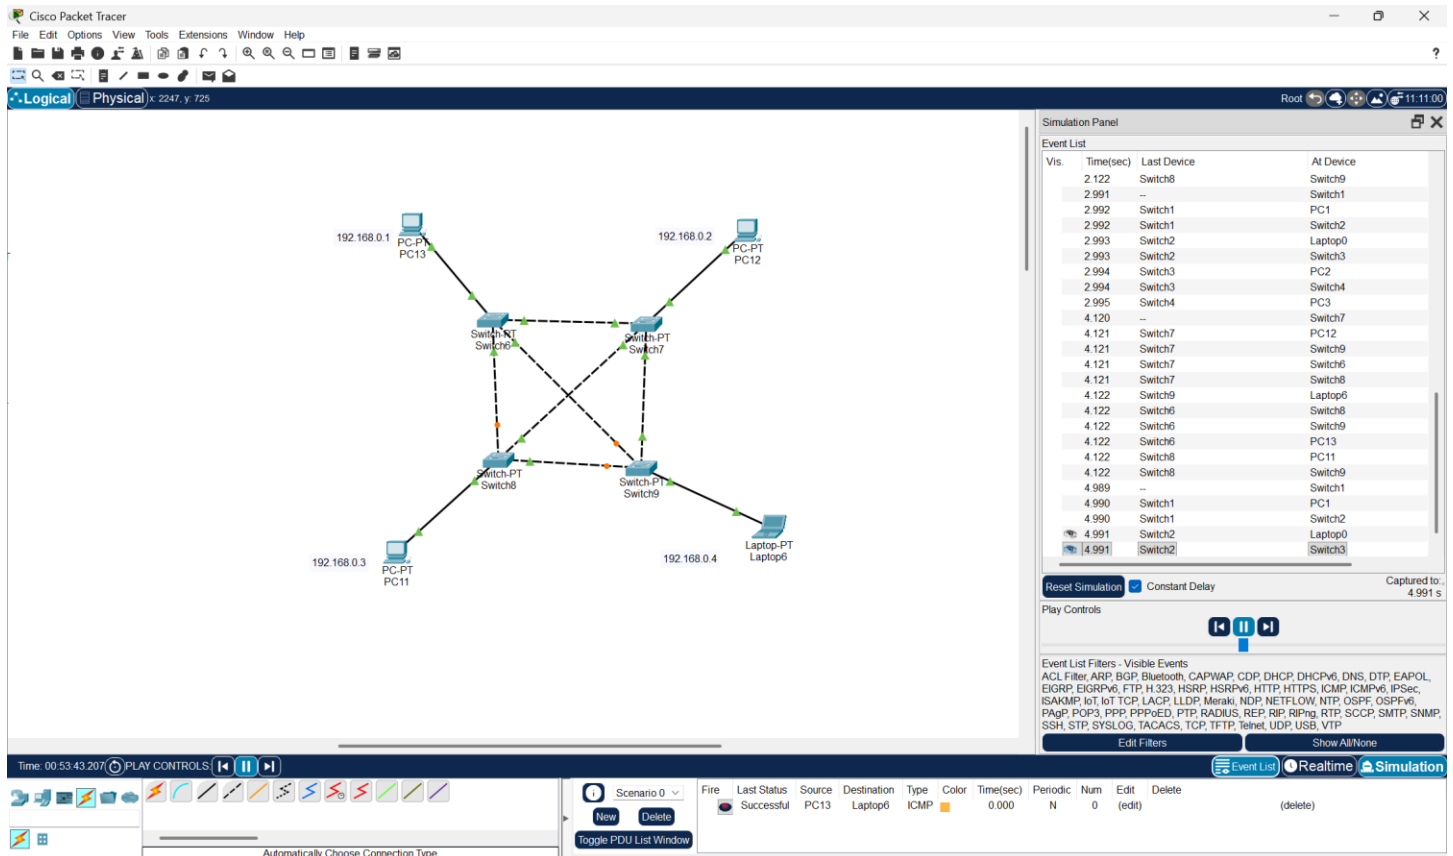 Cisco Packet Tracer
File Edit Options View Tools Extensions Window Help
?
Logical Physical x: 2247, y: 725 Root 11:11:00
Simulation Panel
Event List
Vis. Time(sec) Last Device At Device
2.122 Switch8 Switch9
2.991 -- Switch1
2.992 Switch1 PC1
2.992 Switch1 Switch2
2.993 Switch2 Laptop0
2.993 Switch2 Switch3
2.994 Switch3 PC2
2.994 Switch3 Switch4
2.995 Switch4 PC3
4.120 -- Switch7
4.121 Switch7 PC12
4.121 Switch7 Switch9
4.121 Switch7 Switch6
4.121 Switch7 Switch8
4.122 Switch9 Laptop6
4.122 Switch6 Switch8
4.122 Switch6 Switch9
4.122 Switch6 PC13
4.122 Switch8 PC11
4.122 Switch8 Switch9
4.989 -- Switch1
4.990 Switch1 PC1
4.990 Switch1 Switch2
4.991 Switch2 Laptop0
4.991 Switch2 Switch3
Reset Simulation Constant Delay Captured to:,
4.991 s
Play Controls
Event List Filters - Visible Events
ACL Filter, ARP, BGP, Bluetooth, CAPWAP, CDP, DHCP, DHCPv6, DNS, DTP, EAPOL,
EIGRP, EIGRPv6, FTP, H.323, HSRP, HSRPv6, HTTP, HTTPS, ICMP, ICMPv6, IPSec,
ISAKMP, IoT, IoT TCP, LACP, LLDP, Meraki, NDP, NETFLOW, NTP, OSPF, OSPFv6,
PAgP, POP3, PPP, PPPoED, PTP, RADIUS, REP, RIP, RIPng, RTP, SCCP, SMTP, SNMP,
SSH, STP, SYSLOG, TACACS, TCP, TFTP, Telnet, UDP, USB, VTP
Edit Filters Show All/None
192.168.0.1
PC-PT
PC13
192.168.0.2
PC-PT
PC12
Switch-PT
Switch6
Switch-PT
Switch7
Switch-PT
Switch8
Switch-PT
Switch9
192.168.0.3
PC-PT
PC11
192.168.0.4
Laptop-PT
Laptop6
Time: 00:53:43.207 PLAY CONTROLS: Event List Realtime Simulation
Scenario 0
New Delete
Toggle PDU List Window
Fire Last Status Source Destination Type Color Time(sec) Periodic Num Edit Delete
Successful PC13 Laptop6 ICMP 0.000 N 0 (edit) (delete)
Automatically Choose Connection Type